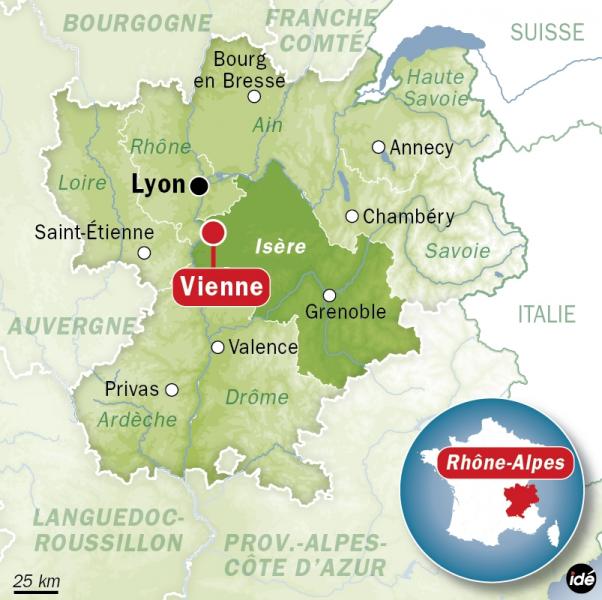 BOURGOGNE
FRANCHE
COMTÉ
SUISSE
Bourg
en Bresse
Haute
Savoie
Ain
Rhône
Annecy
Loire
Lyon
Chambéry
Saint-Étienne
Isère
Savoie
Vienne
Grenoble
ITALIE
AUVERGNE
Valence
Privas
Drôme
Ardèche
Rhône-Alpes
LANGUEDOC-
ROUSSILLON
PROV.-ALPES-
CÔTE D'AZUR
25 km
idé